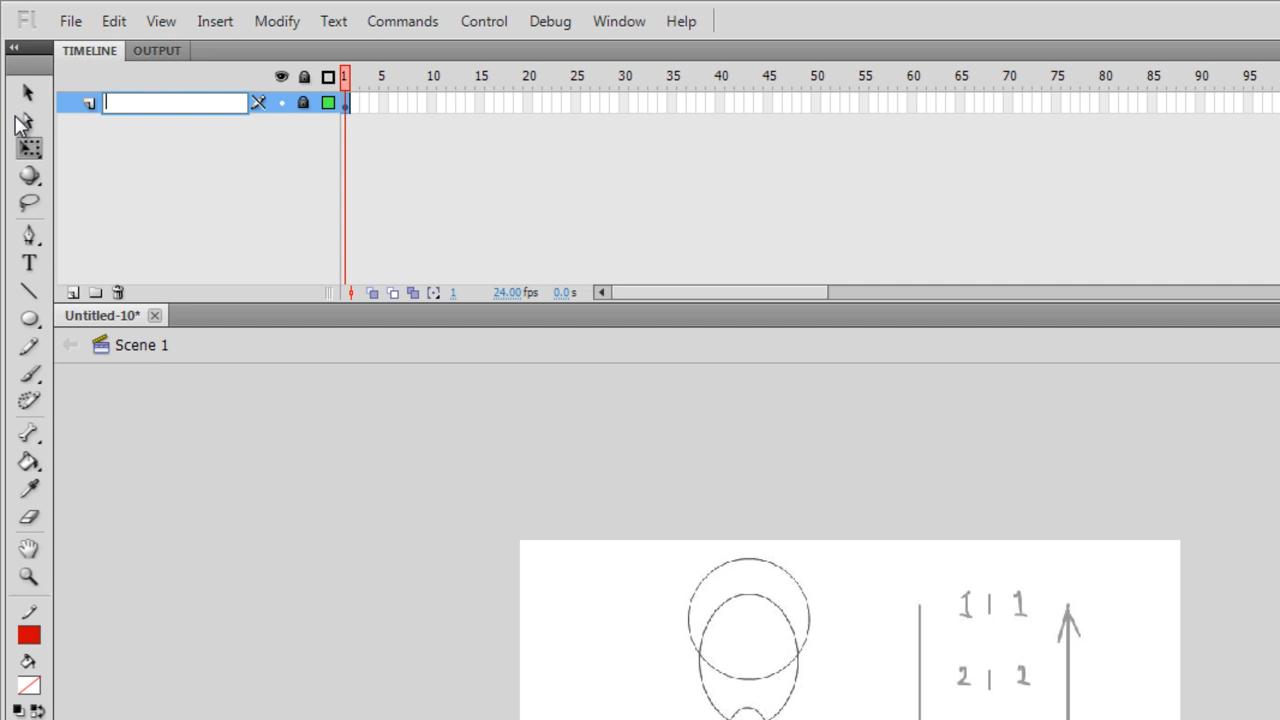 Fl File Edit View Insert Modify Text Commands Control Debug Window Help
TIMELINE OUTPUT
1 5 10 15 20 25 30 35 40 45 50 55 60 65 70 75 80 85 90 95
T
1 24.00 fps 0.0 s
Untitled-10*
Scene 1
1 | 1
2 | 2